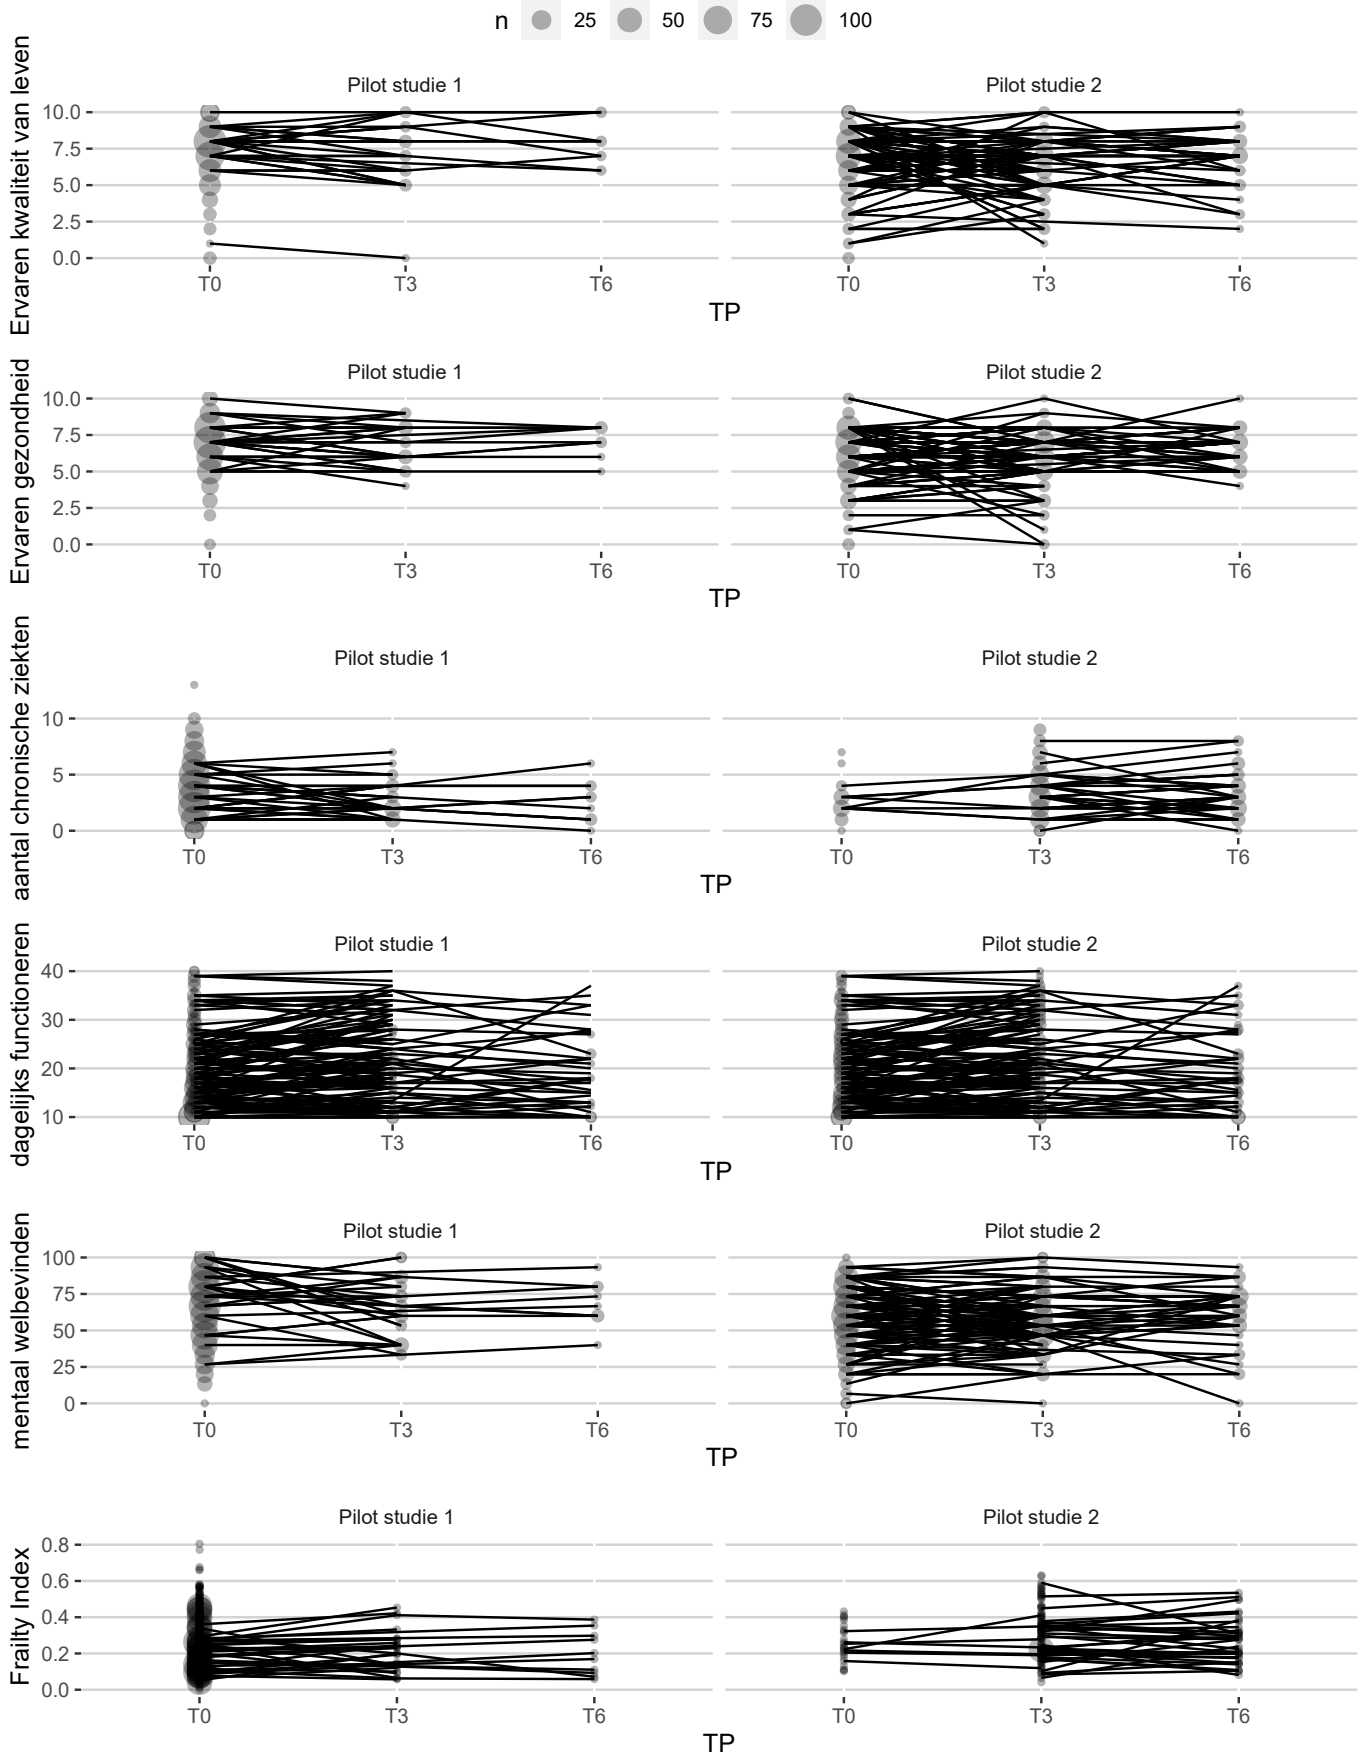 n 25 50 75 100
Ervaren kwaliteit van leven
Pilot studie 1 Pilot studie 2
10.0
7.5
5.0
2.5
0.0
T0 T3 T6 T0 T3 T6
TP
Ervaren gezondheid
Pilot studie 1 Pilot studie 2
10.0
7.5
5.0
2.5
0.0
T0 T3 T6 T0 T3 T6
TP
aantal chronische ziekten
Pilot studie 1 Pilot studie 2
10
5
0
T0 T3 T6 T0 T3 T6
TP
dagelijks functioneren
Pilot studie 1 Pilot studie 2
40
30
20
10
T0 T3 T6 T0 T3 T6
TP
mentaal welbevinden
Pilot studie 1 Pilot studie 2
100
75
50
25
0
T0 T3 T6 T0 T3 T6
TP
Frailty Index
Pilot studie 1 Pilot studie 2
0.8
0.6
0.4
0.2
0.0
T0 T3 T6 T0 T3 T6
TP